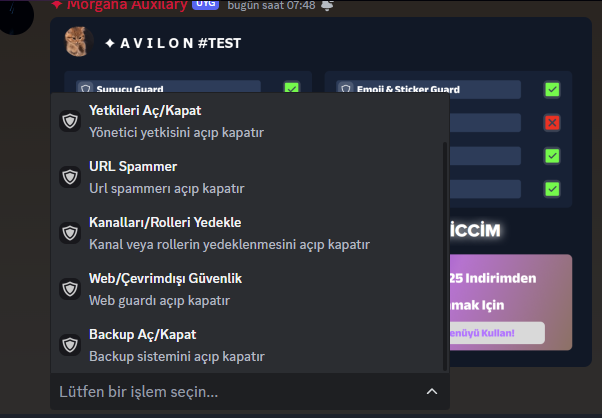 ✦ Morgana Auxilary UYG bugün saat 07:48
✦ A V I L O N #TEST
Sunucu Guard
Emoji & Sticker Guard
Yetkileri Aç/Kapat
Yönetici yetkisini açıp kapatır
URL Spammer
Url spammerı açıp kapatır
Kanalları/Rolleri Yedekle
Kanal veya rollerin yedeklenmesini açıp kapatır
Web/Çevrimdışı Güvenlik
Web guardı açıp kapatır
Backup Aç/Kapat
Backup sistemini açıp kapatır
Lütfen bir işlem seçin...
İCCİM
25 Indirimden
mak Için
enüyü Kullan!